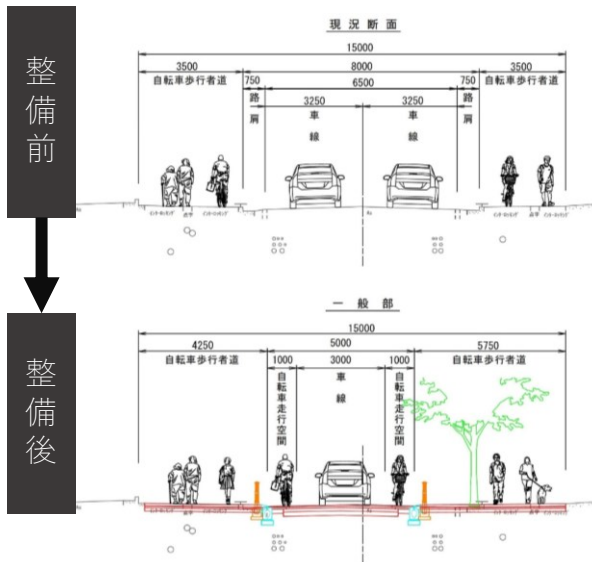 整備前
現況断面
15000
3500 8000 3500
自転車歩行者道 750 6500 750 自転車歩行者道
路肩 3250 3250 路肩
車線 車線
整備後
一般部
15000
4250 5000 5750
自転車歩行者道 1000 3000 1000 自転車歩行者道
自転車走行空間 車線 自転車走行空間